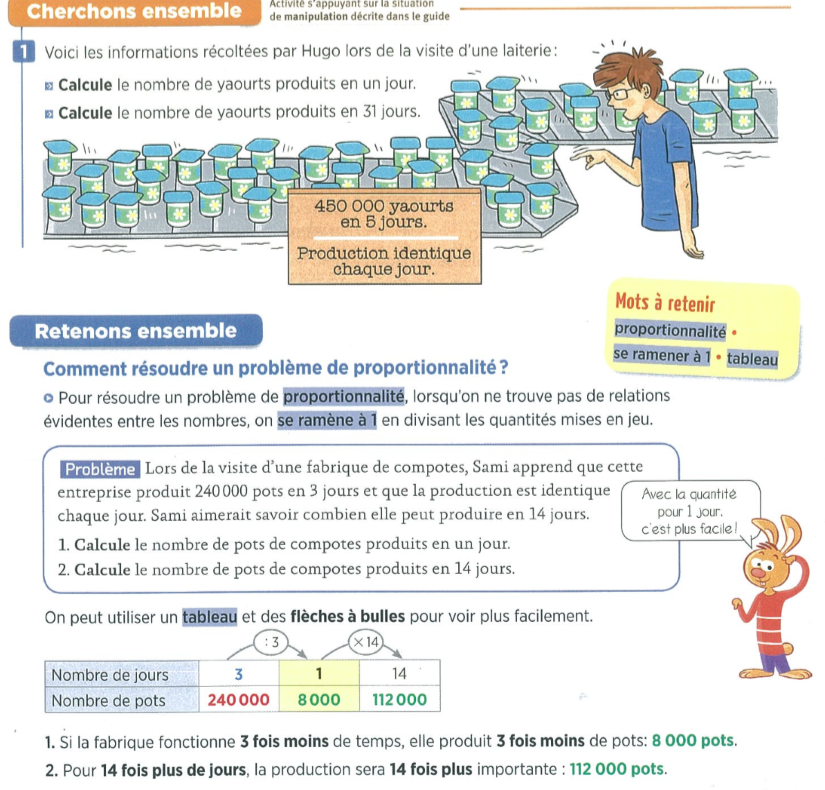 Cherchons ensemble
Activité s'appuyant sur la situation
de manipulation décrite dans le guide
1 Voici les informations récoltées par Hugo lors de la visite d'une laiterie :
Calcule le nombre de yaourts produits en un jour.
Calcule le nombre de yaourts produits en 31 jours.
450 000 yaourts
en 5 jours.
Production identique
chaque jour.
Mots à retenir
proportionnalité •
se ramener à 1 • tableau
Retenons ensemble
Comment résoudre un problème de proportionnalité ?
Pour résoudre un problème de proportionnalité, lorsqu'on ne trouve pas de relations
évidentes entre les nombres, on se ramène à 1 en divisant les quantités mises en jeu.
Problème Lors de la visite d'une fabrique de compotes, Sami apprend que cette
entreprise produit 240 000 pots en 3 jours et que la production est identique
chaque jour. Sami aimerait savoir combien elle peut produire en 14 jours.
1. Calcule le nombre de pots de compotes produits en un jour.
2. Calcule le nombre de pots de compotes produits en 14 jours.
Avec la quantité
pour 1 jour,
c'est plus facile !
On peut utiliser un tableau et des flèches à bulles pour voir plus facilement.
: 3 × 14
Nombre de jours 3 1 14
Nombre de pots 240 000 8 000 112 000
1. Si la fabrique fonctionne 3 fois moins de temps, elle produit 3 fois moins de pots: 8 000 pots.
2. Pour 14 fois plus de jours, la production sera 14 fois plus importante : 112 000 pots.